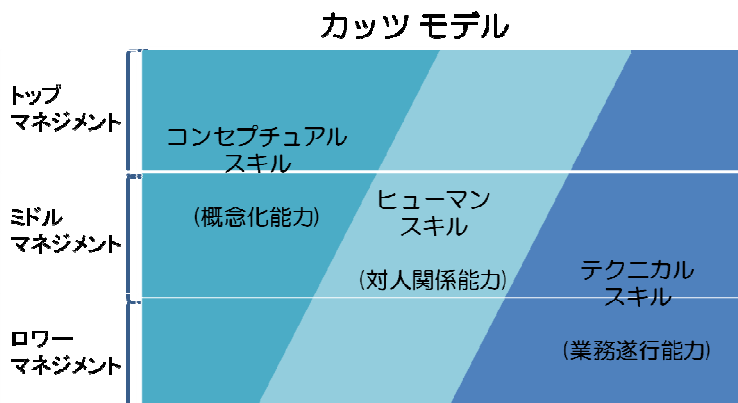 カッツ モデル
トップ
マネジメント
コンセプチュアル
スキル
(概念化能力)
ミドル
マネジメント
ヒューマン
スキル
(対人関係能力)
テクニカル
スキル
(業務遂行能力)
ロワー
マネジメント